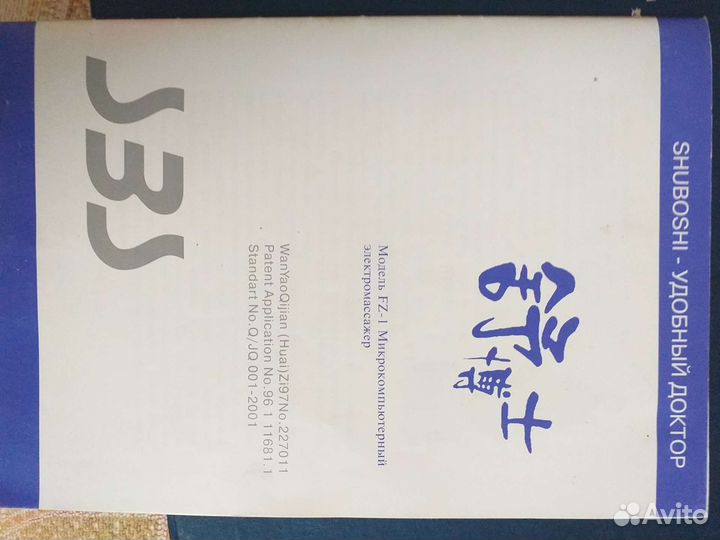 SHUBOSHI - УДОБНЫЙ ДОКТОР
舒博士
Модель FZ-1 Микрокомпьютерный
электромассажер
WanYaoQijian (Huai)Zl97No.227011
Patent Application No.96 1 11681.1
Standart No.Q/JQ 001-2001
SBS
Avito